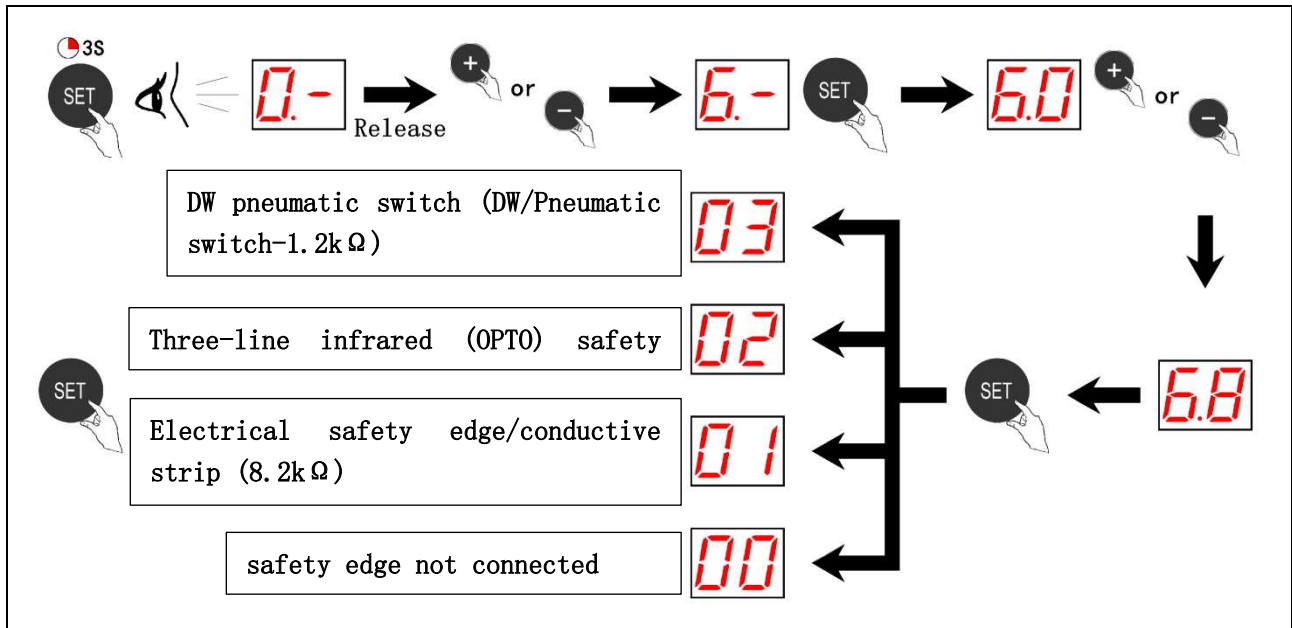 3S
SET
0.-
Release
+
or
-
6.-
SET
6.0
+
or
-
DW pneumatic switch (DW/Pneumatic
switch-1.2kΩ)
03
Three-line infrared (OPTO) safety
02
SET
Electrical safety edge/conductive
strip (8.2kΩ)
01
safety edge not connected
00
SET
6.8